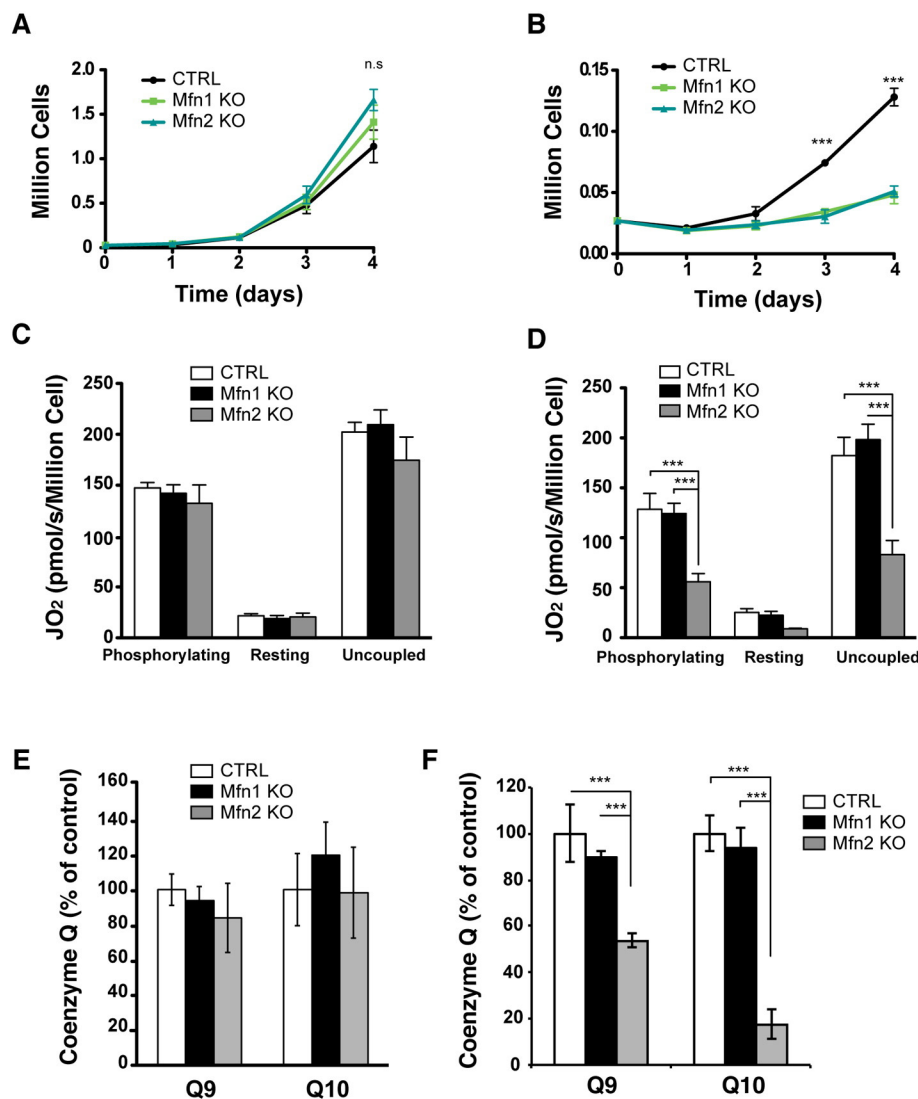 A
CTRL
Mfn1 KO
Mfn2 KO
n.s
2.0
1.5
1.0
0.5
0
Million Cells
0 1 2 3 4
Time (days)
B
CTRL
Mfn1 KO
Mfn2 KO
***
***
0.15
0.10
0.05
0.00
Million Cells
0 1 2 3 4
Time (days)
C
CTRL
Mfn1 KO
Mfn2 KO
250
200
150
100
50
0
JO2 (pmol/s/Million Cell)
Phosphorylating Resting Uncoupled
D
CTRL
Mfn1 KO
Mfn2 KO
***
***
***
***
250
200
150
100
50
0
JO2 (pmol/s/Million Cell)
Phosphorylating Resting Uncoupled
E
CTRL
Mfn1 KO
Mfn2 KO
160
140
120
100
80
60
40
20
0
Coenzyme Q (% of control)
Q9 Q10
F
***
***
***
***
CTRL
Mfn1 KO
Mfn2 KO
120
100
80
60
40
20
0
Coenzyme Q (% of control)
Q9 Q10